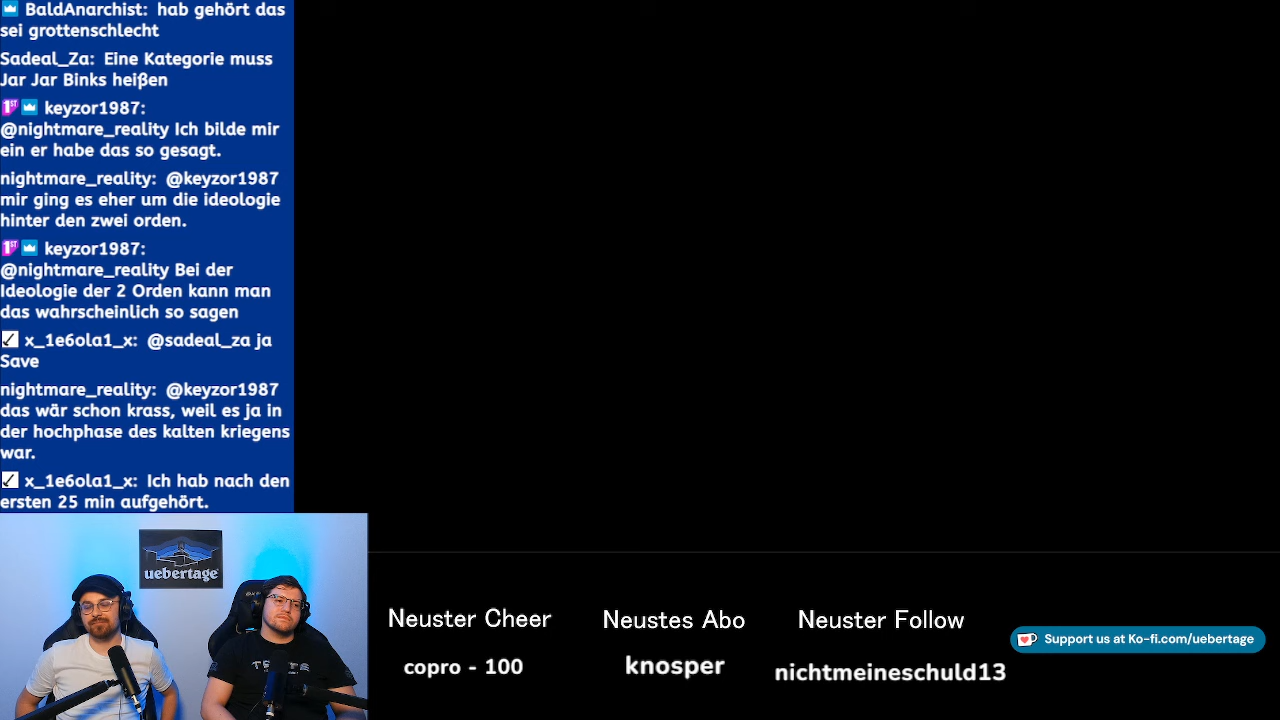 BaldAnarchist: hab gehört das
sei grottenschlecht
Sadeal_Za: Eine Kategorie muss
Jar Jar Binks heißen
1ST keyzor1987:
@nightmare_reality Ich bilde mir
ein er habe das so gesagt.
nightmare_reality: @keyzor1987
mir ging es eher um die ideologie
hinter den zwei orden.
1ST keyzor1987:
@nightmare_reality Bei der
Ideologie der 2 Orden kann man
das wahrscheinlich so sagen
x_1e6ola1_x: @sadeal_za ja
Save
nightmare_reality: @keyzor1987
das wär schon krass, weil es ja in
der hochphase des kalten kriegens
war.
x_1e6ola1_x: Ich hab nach den
ersten 25 min aufgehört.
uebertage
Neuster Cheer
copro - 100
Neustes Abo
knosper
Neuster Follow
nichtmeineschuld13
Support us at Ko-fi.com/uebertage